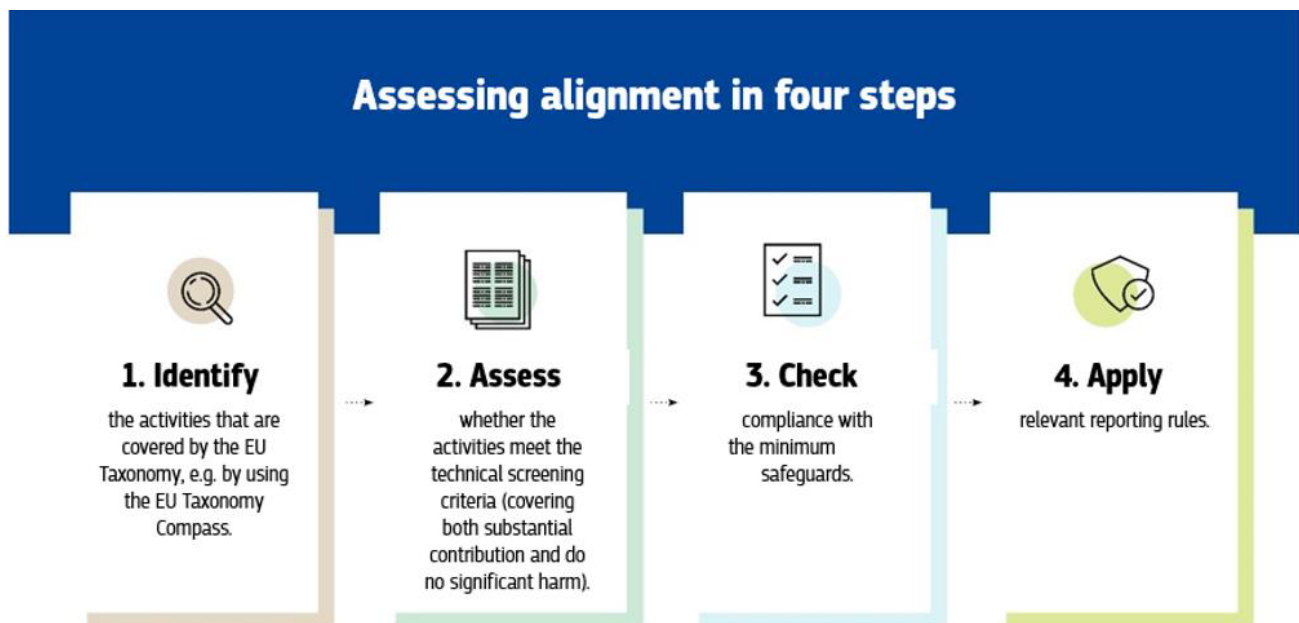 Assessing alignment in four steps
1. Identify
the activities that are
covered by the EU
Taxonomy, e.g. by using
the EU Taxonomy
Compass.
2. Assess
whether the
activities meet the
technical screening
criteria (covering
both substantial
contribution and do
no significant harm).
3. Check
compliance with
the minimum
safeguards.
4. Apply
relevant reporting rules.